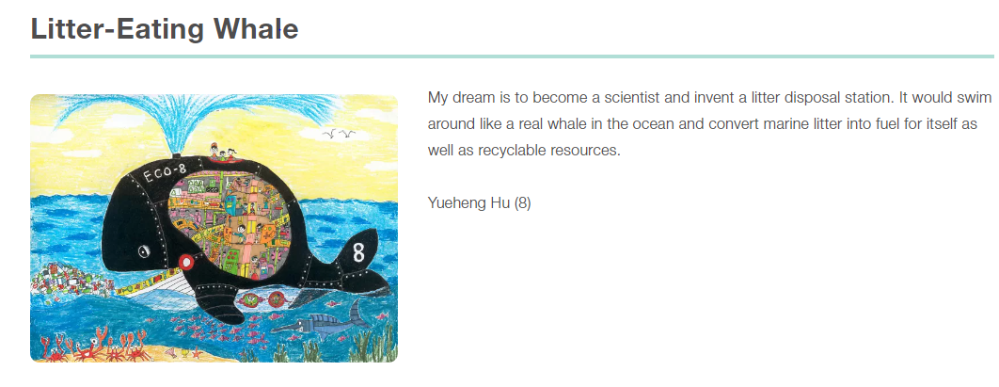 Litter-Eating Whale
My dream is to become a scientist and invent a litter disposal station. It would swim
around like a real whale in the ocean and convert marine litter into fuel for itself as
well as recyclable resources.
Yueheng Hu (8)
ECO-8
8